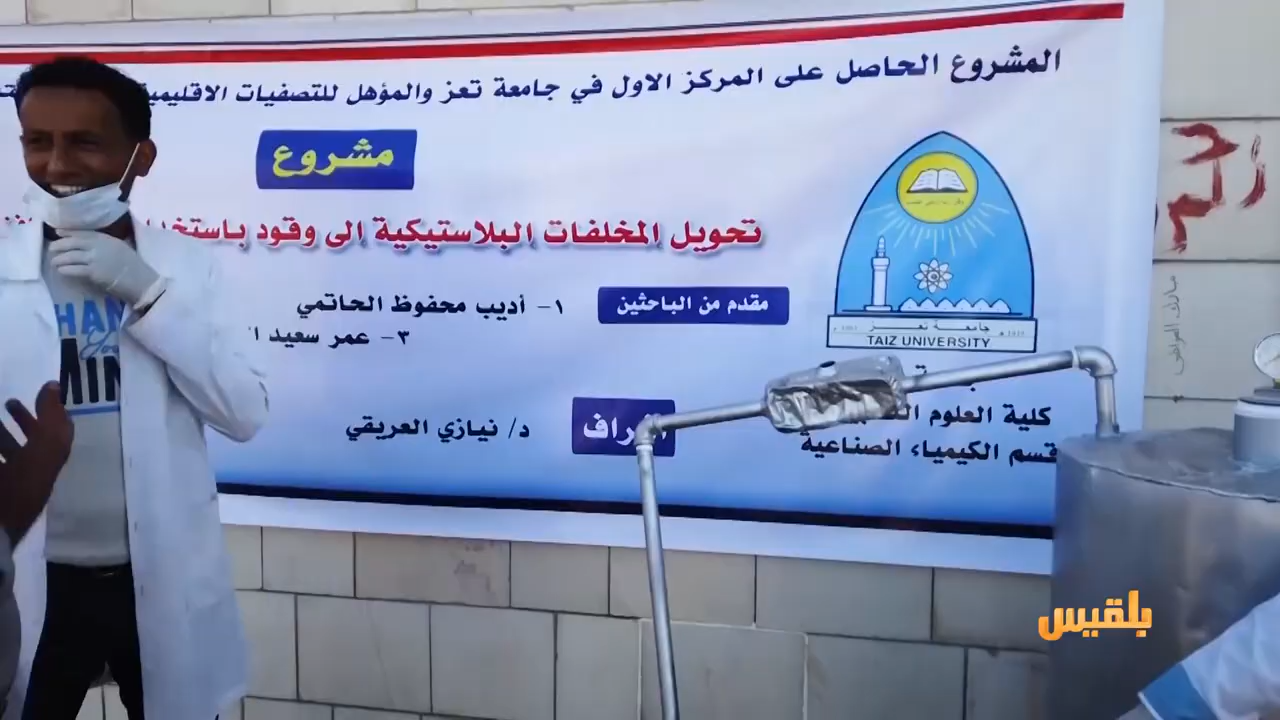 المشروع الحاصل على المركز الاول في جامعة تعز والمؤهل للتصفيات الاقليمية
مشروع
تحويل المخلفات البلاستيكية الى وقود
مقدم من الباحثين
١- أديب محفوظ الحاتمي
٣- عمر سعيد
د/ نيازي العريقي
جامعة تعز
TAIZ UNIVERSITY
كلية العلوم
قسم الكيمياء الصناعية
HAN
MIN
بلقيس